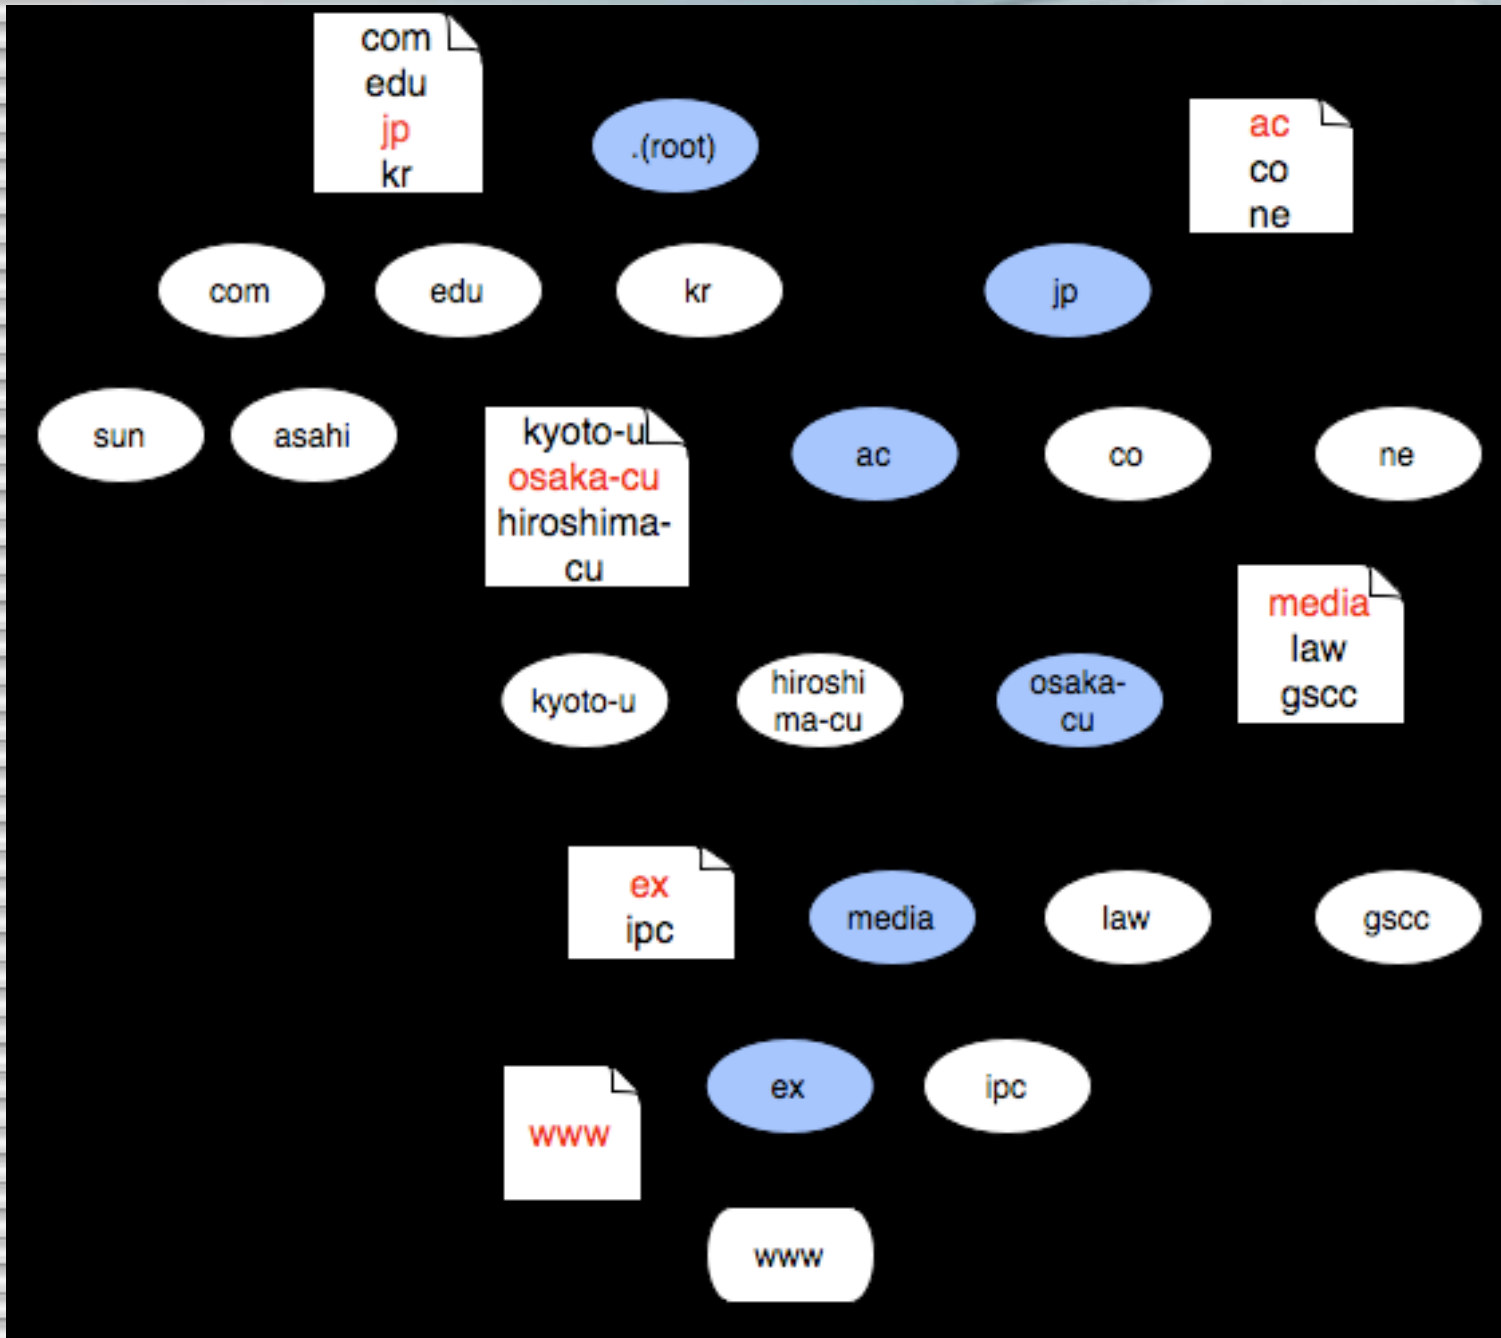 com
edu
jp
kr
.(root)
ac
co
ne
com
edu
kr
jp
sun
asahi
kyoto-u
osaka-cu
hiroshima-
cu
ac
co
ne
media
law
gscc
kyoto-u
hiroshi
ma-cu
osaka-
cu
ex
ipc
media
law
gscc
www
ex
ipc
www